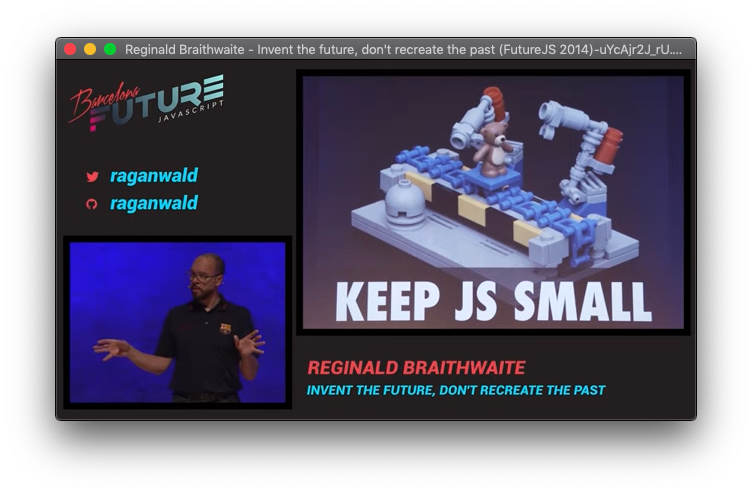 Reginald Braithwaite - Invent the future, don't recreate the past (FutureJS 2014)-uYcAjr2J_rU....
Barcelona
FUTURE
JAVASCRIPT
raganwald
raganwald
KEEP JS SMALL
REGINALD BRAITHWAITE
INVENT THE FUTURE, DON'T RECREATE THE PAST